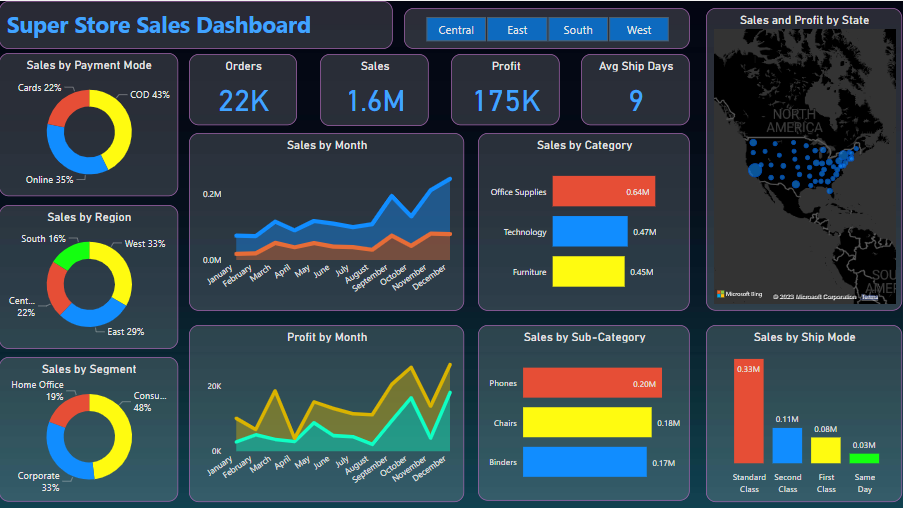 Super Store Sales Dashboard
Central
East
South
West
Sales and Profit by State
NORTH
AMERICA
SOU
AMER
Microsoft Bing
© 2023 Microsoft Corporation
Terms
Sales by Payment Mode
Cards 22%
COD 43%
Online 35%
Orders
22K
Sales
1.6M
Profit
175K
Avg Ship Days
9
Sales by Month
0.2M
0.0M
January
February
March
April
May
June
July
August
September
October
November
December
Sales by Category
Office Supplies
0.64M
Technology
0.47M
Furniture
0.45M
Sales by Region
South 16%
West 33%
Cent...
22%
East 29%
Sales by Segment
Home Office
19%
Consu...
48%
Corporate
33%
Profit by Month
20K
0K
January
February
March
April
May
June
July
August
September
October
November
December
Sales by Sub-Category
Phones
0.20M
Chairs
0.18M
Binders
0.17M
Sales by Ship Mode
0.33M
0.11M
0.08M
0.03M
Standard
Class
Second
Class
First
Class
Same
Day